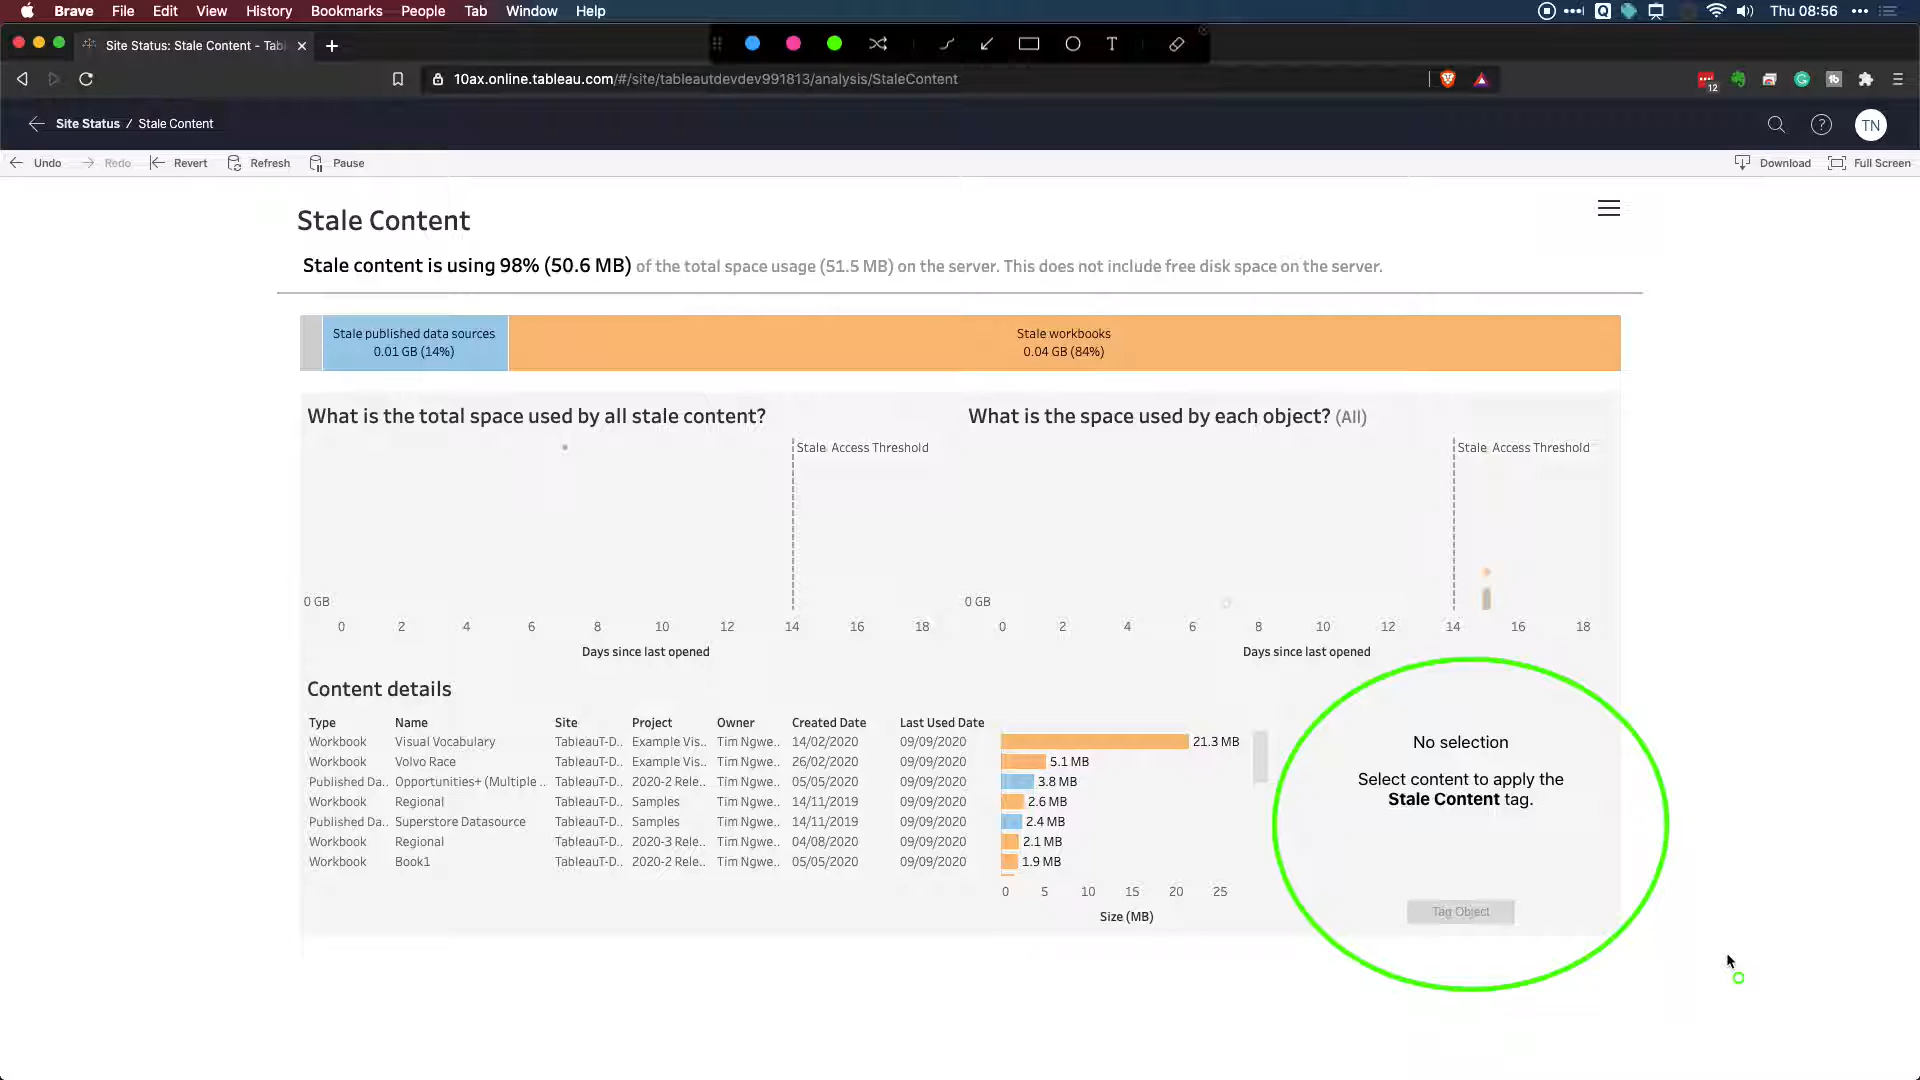 Brave File Edit View History Bookmarks People Tab Window Help Thu 08:56
Site Status: Stale Content - Tab
10ax.online.tableau.com/#/site/tableautdevdev991813/analysis/StaleContent
12
Site Status / Stale Content
TN
Undo Redo Revert Refresh Pause Download Full Screen
Stale Content
Stale content is using 98% (50.6 MB) of the total space usage (51.5 MB) on the server. This does not include free disk space on the server.
Stale published data sources
0.01 GB (14%)
Stale workbooks
0.04 GB (84%)
What is the total space used by all stale content?
Stale Access Threshold
0 GB
0 2 4 6 8 10 12 14 16 18
Days since last opened
What is the space used by each object? (All)
Stale Access Threshold
0 GB
0 2 4 6 8 10 12 14 16 18
Days since last opened
Content details
Type Name Site Project Owner Created Date Last Used Date
Workbook Visual Vocabulary TableauT-D.. Example Vis.. Tim Ngwe.. 14/02/2020 09/09/2020 21.3 MB
Workbook Volvo Race TableauT-D.. Example Vis.. Tim Ngwe.. 26/02/2020 09/09/2020 5.1 MB
Published Da.. Opportunities+ (Multiple .. TableauT-D.. 2020-2 Rele.. Tim Ngwe.. 05/05/2020 09/09/2020 3.8 MB
Workbook Regional TableauT-D.. Samples Tim Ngwe.. 14/11/2019 09/09/2020 2.6 MB
Published Da.. Superstore Datasource TableauT-D.. Samples Tim Ngwe.. 14/11/2019 09/09/2020 2.4 MB
Workbook Regional TableauT-D.. 2020-3 Rele.. Tim Ngwe.. 04/08/2020 09/09/2020 2.1 MB
Workbook Book1 TableauT-D.. 2020-2 Rele.. Tim Ngwe.. 05/05/2020 09/09/2020 1.9 MB
0 5 10 15 20 25
Size (MB)
No selection
Select content to apply the
Stale Content tag.
Tag Object